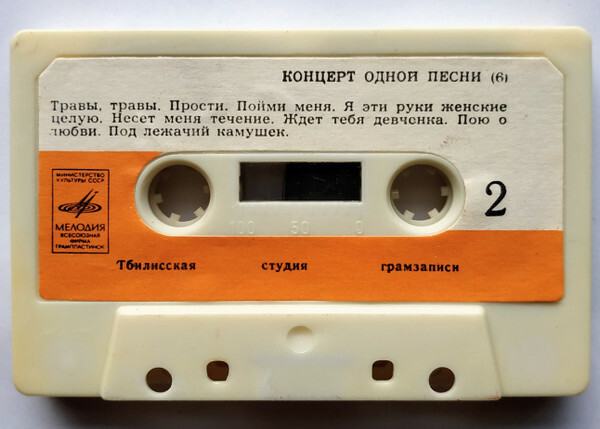 КОНЦЕРТ ОДНОЙ ПЕСНИ (6)
Травы, травы. Прости. Пойми меня. Я эти руки женские
целую. Несет меня течение. Ждет тебя девчонка. Пою о
любви. Под лежачий камушек.
МИНИСТЕРСТВО
КУЛЬТУРЫ СССР
МЕЛОДИЯ
ВСЕСОЮЗНАЯ
ФИРМА
ГРАМПЛАСТИНОК
100 50 0
2
Тбилисская студия грамзаписи